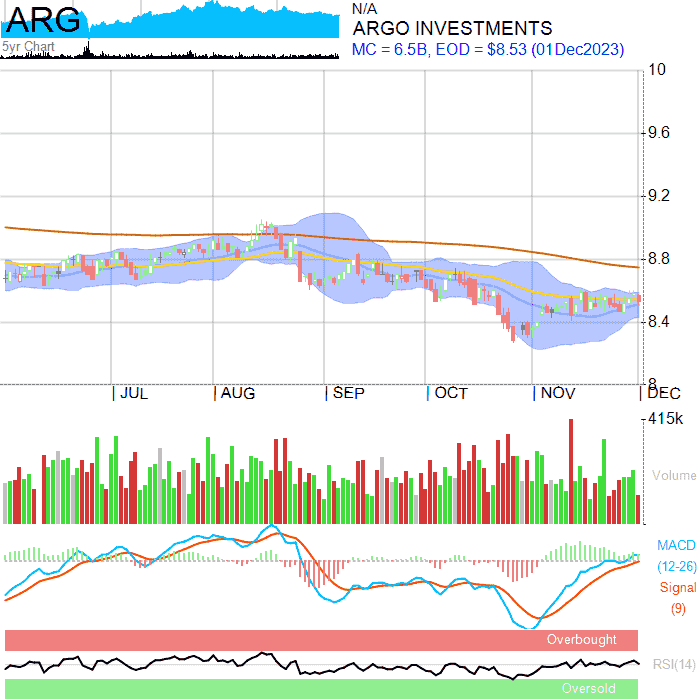 ARG
5yr Chart
N/A
ARGO INVESTMENTS
MC = 6.5B, EOD = $8.53 (01Dec2023)
10
9.6
9.2
8.8
8.4
8
JUL AUG SEP OCT NOV DEC
415k
Volume
MACD
(12-26)
Signal
(9)
Overbought
RSI(14)
Oversold